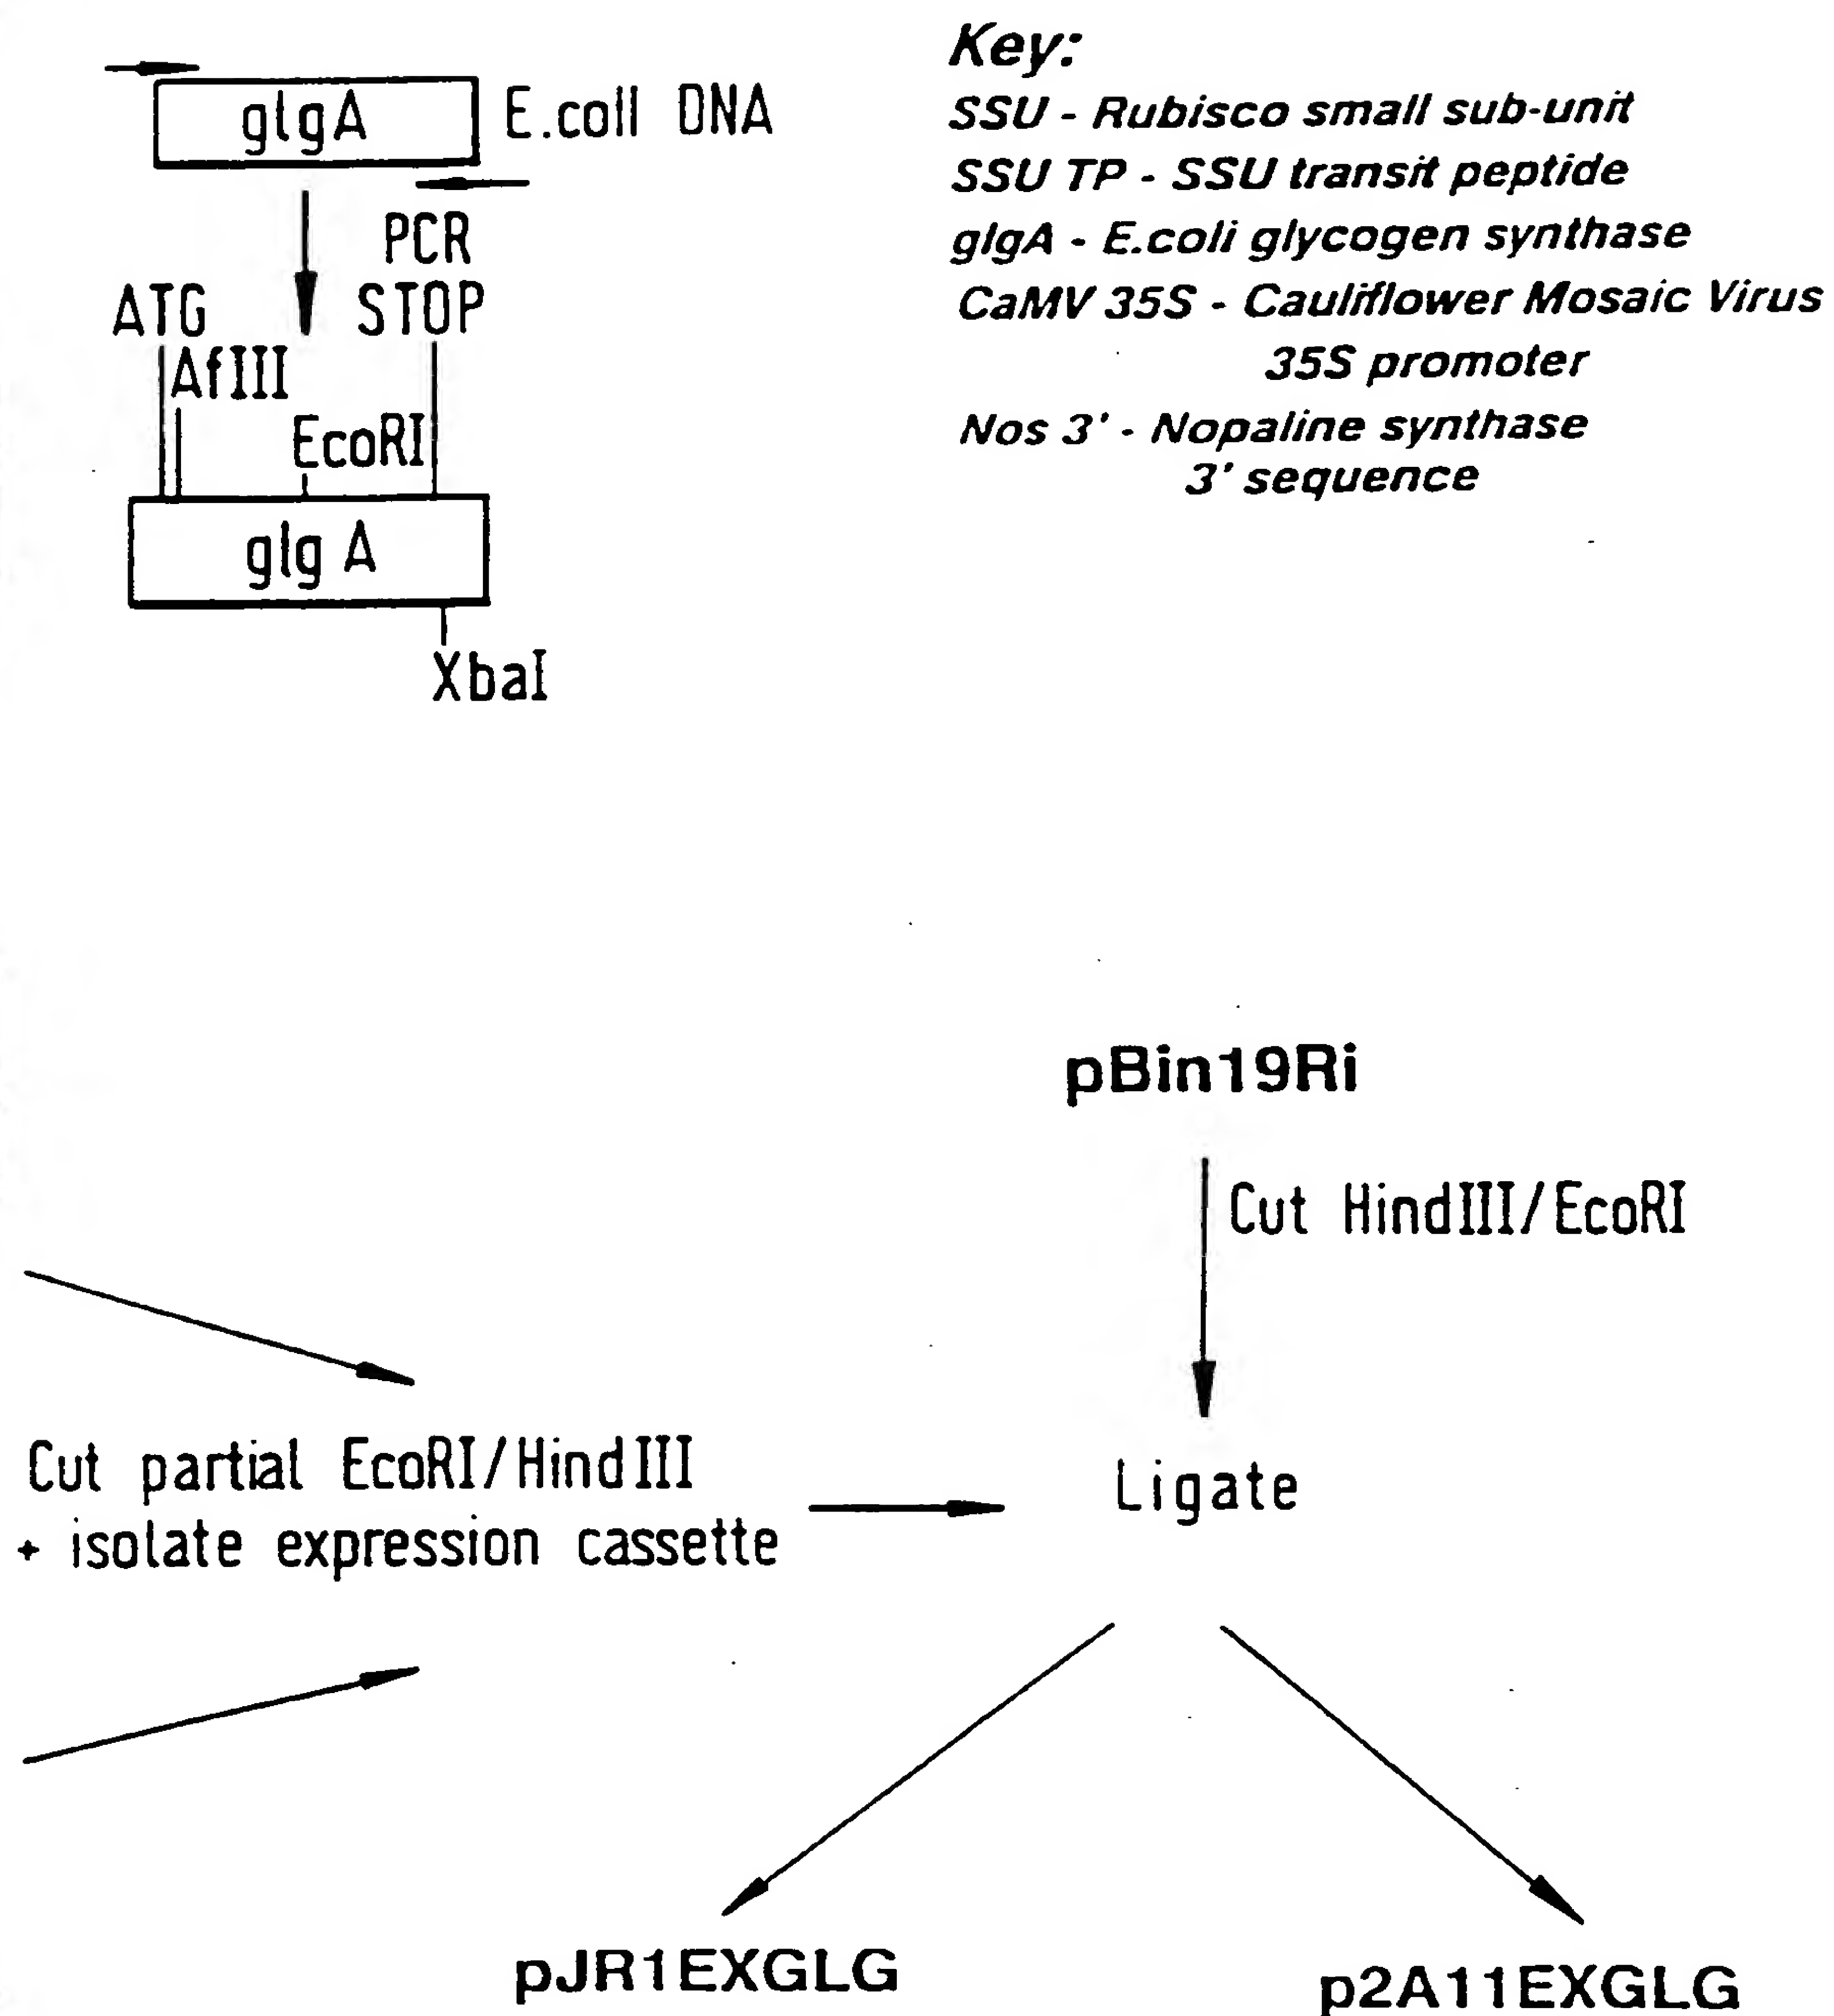 glgA E.coli DNA
PCR
ATG STOP
AflII
EcoRI
glg A
XbaI
Key:
SSU - Rubisco small sub-unit
SSU TP - SSU transit peptide
glgA - E.coli glycogen synthase
CaMV 35S - Cauliflower Mosaic Virus
35S promoter
Nos 3' - Nopaline synthase
3' sequence
pBin19Ri
Cut HindIII/EcoRI
Cut partial EcoRI/HindIII
+ isolate expression cassette
Ligate
pJR1EXGLG
p2A11EXGLG